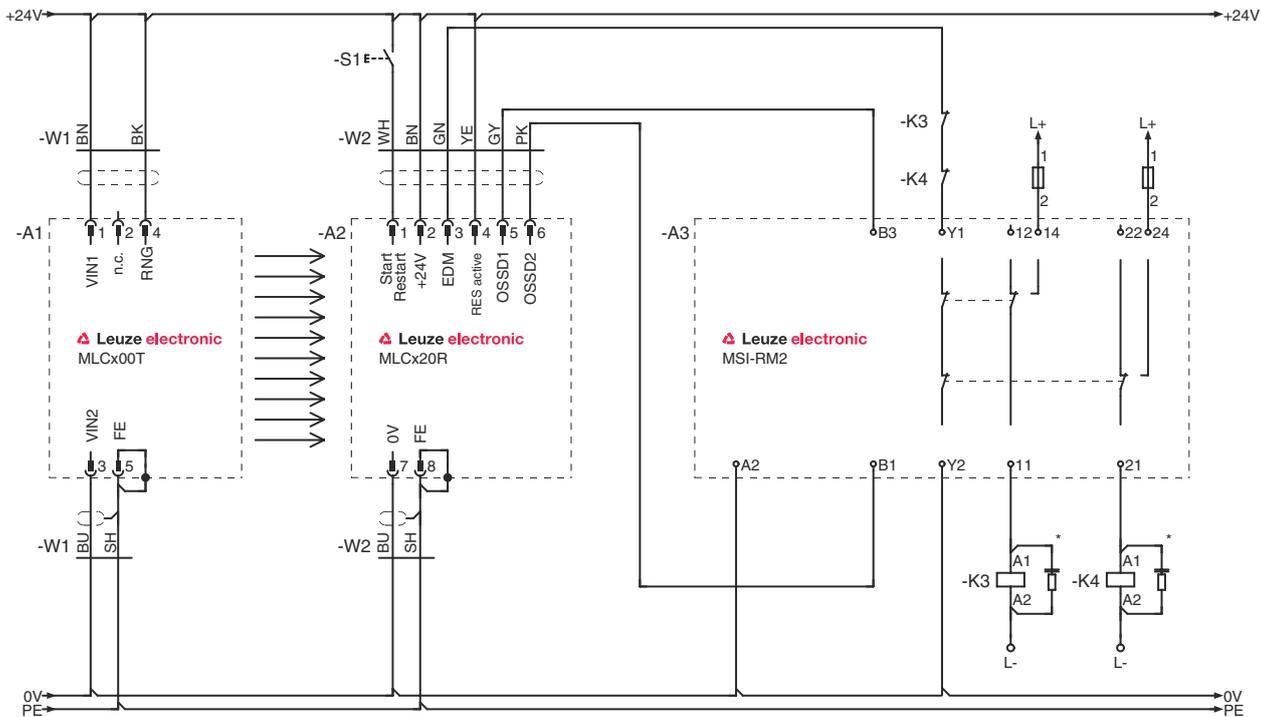 +24V +24V
-S1
-W1 BN BK
-W2 WH BN GN YE GY PK
-K3
-K4
L+ L+
1 1
2 2
-A1 1 2 4
VIN1 n.c. RNG
-A2 1 2 3 4 5 6
Start Restart +24V EDM RES active OSSD1 OSSD2
-A3 B3 Y1 12 14 22 24
Leuze electronic
MLCx00T
Leuze electronic
MLCx20R
Leuze electronic
MSI-RM2
VIN2 FE
3 5
0V FE
7 8
A2 B1 Y2 11 21
-W1 BU SH
-W2 BU SH
* *
-K3 A1 A2
-K4 A1 A2
L- L-
0V 0V
PE PE